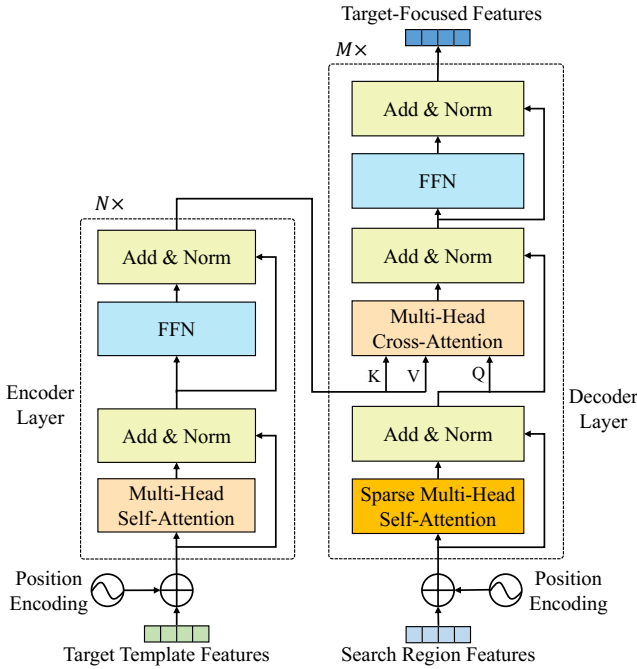 Target-Focused Features
M×
Add & Norm
FFN
N×
Add & Norm
Add & Norm
FFN
Multi-Head
Cross-Attention
K
V
Q
Encoder
Layer
Decoder
Layer
Add & Norm
Add & Norm
Multi-Head
Self-Attention
Sparse Multi-Head
Self-Attention
Position
Encoding
Position
Encoding
Target Template Features
Search Region Features